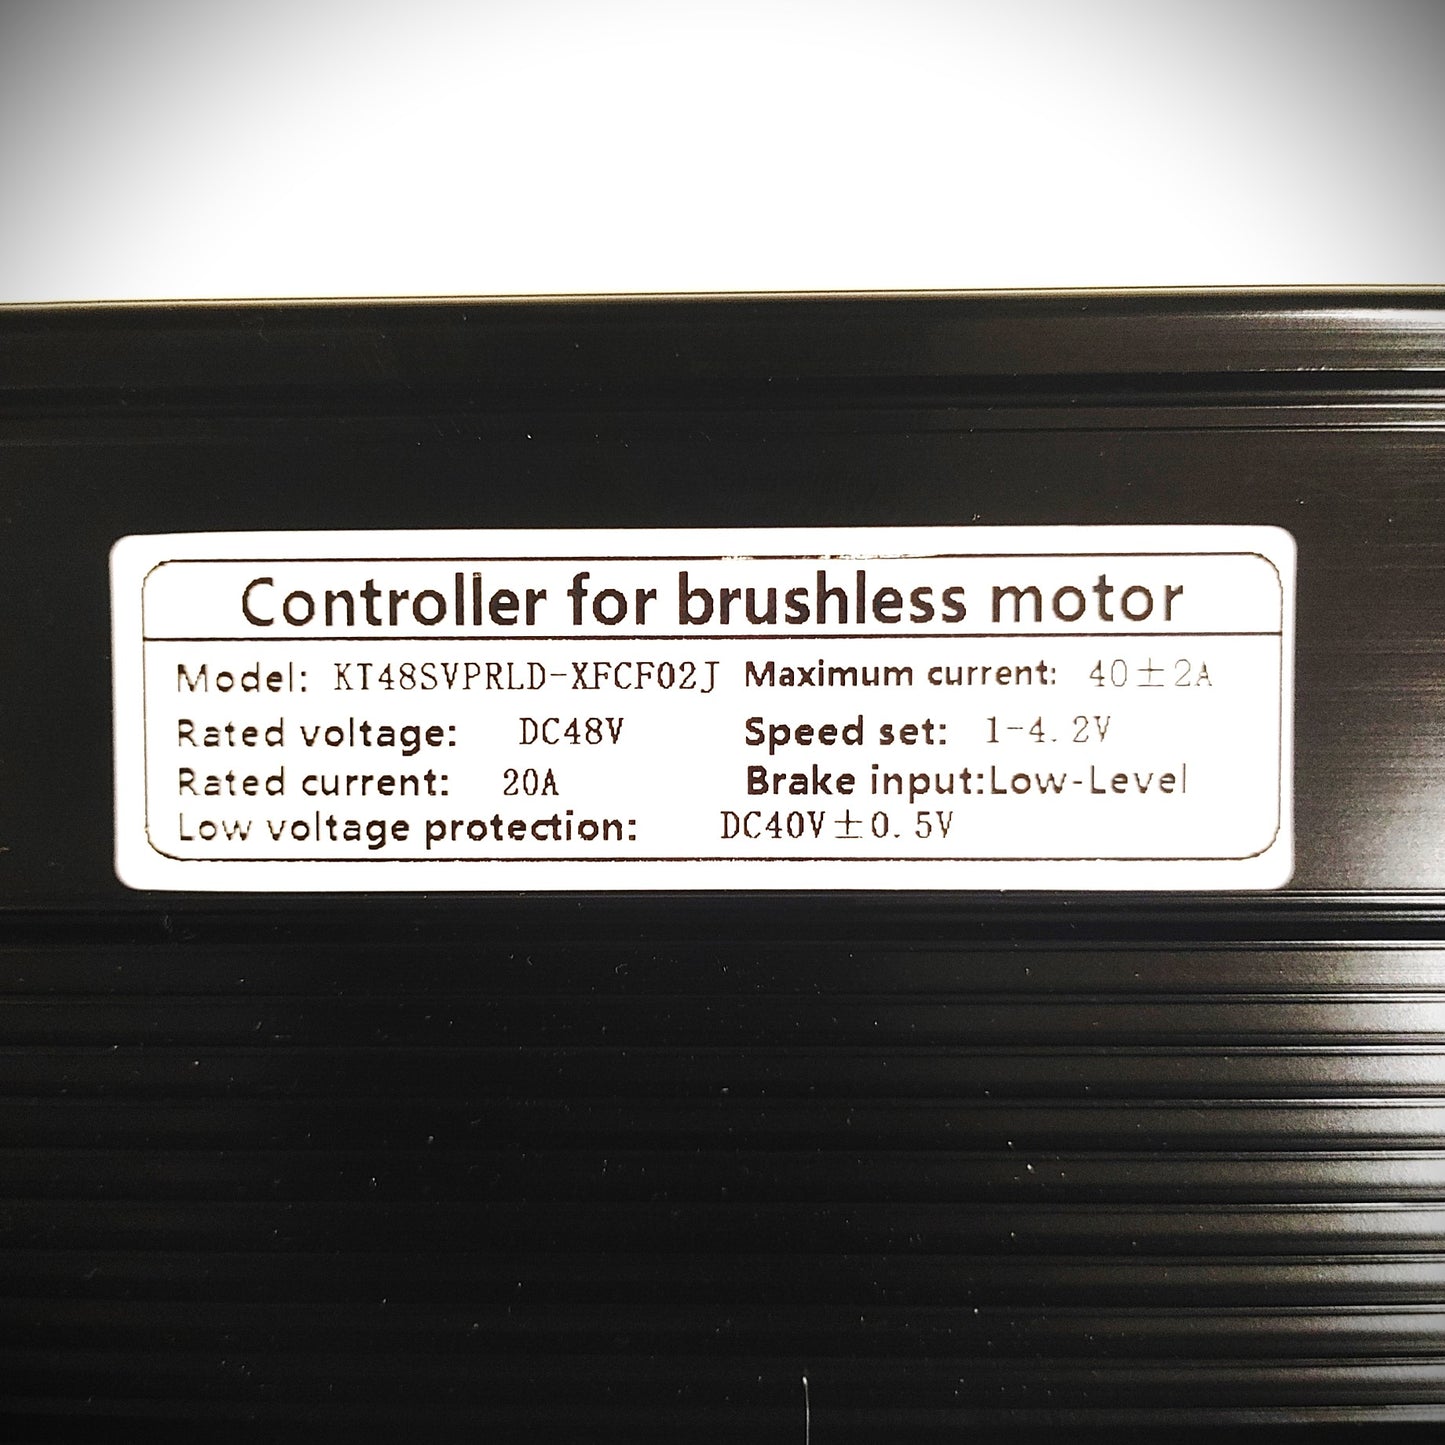 Controller for brushless motor
Model: KT48SVPRLD-XFCF02J Maximum current: 40±2A
Rated voltage: DC48V Speed set: 1-4.2V
Rated current: 20A Brake input:Low-Level
Low voltage protection: DC40V±0.5V